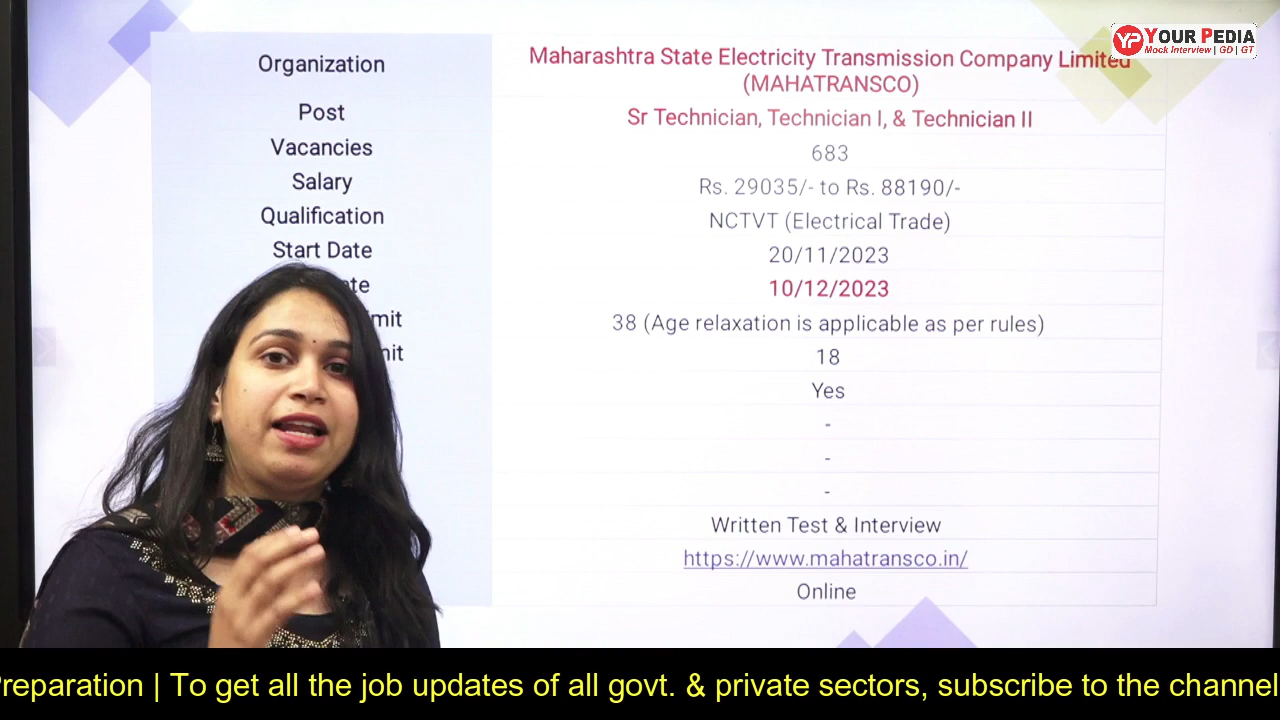 YP YOUR PEDIA
Mock Interview | GD | GT
Organization Maharashtra State Electricity Transmission Company Limited
(MAHATRANSCO)
Post Sr Technician, Technician I, & Technician II
Vacancies 683
Salary Rs. 29035/- to Rs. 88190/-
Qualification NCTVT (Electrical Trade)
Start Date 20/11/2023
10/12/2023
38 (Age relaxation is applicable as per rules)
18
Yes
-
-
-
Written Test & Interview
https://www.mahatransco.in/
Online
Preparation | To get all the job updates of all govt. & private sectors, subscribe to the channel